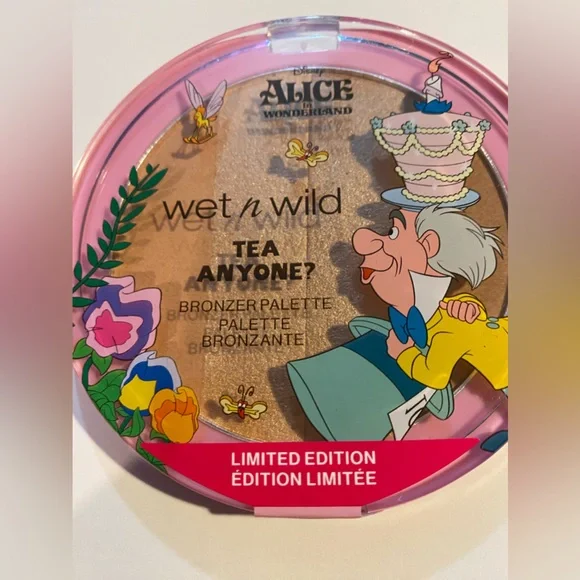 Disney
ALICE
in
WONDERLAND
wet n wild
TEA
ANYONE?
BRONZER PALETTE
PALETTE
BRONZANTE
LIMITED EDITION
ÉDITION LIMITÉE